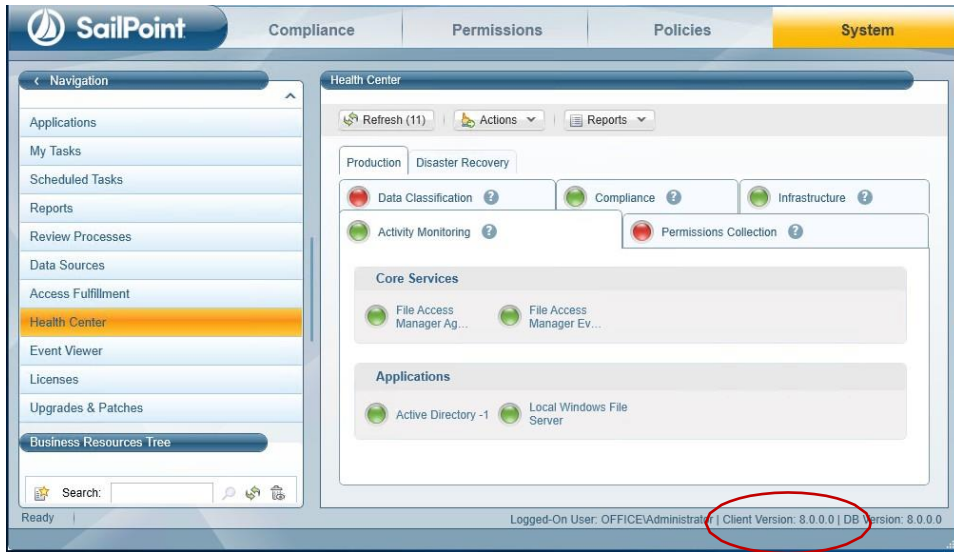 SailPoint
Compliance
Permissions
Policies
System
Navigation
Applications
My Tasks
Scheduled Tasks
Reports
Review Processes
Data Sources
Access Fulfillment
Health Center
Event Viewer
Licenses
Upgrades & Patches
Business Resources Tree
Search:
Health Center
Refresh (11)
Actions
Reports
Production
Disaster Recovery
Data Classification ?
Compliance ?
Infrastructure ?
Activity Monitoring ?
Permissions Collection ?
Core Services
File Access
Manager Ag...
File Access
Manager Ev...
Applications
Active Directory -1
Local Windows File
Server
Ready
Logged-On User: OFFICE\Administrator | Client Version: 8.0.0.0 | DB Version: 8.0.0.0